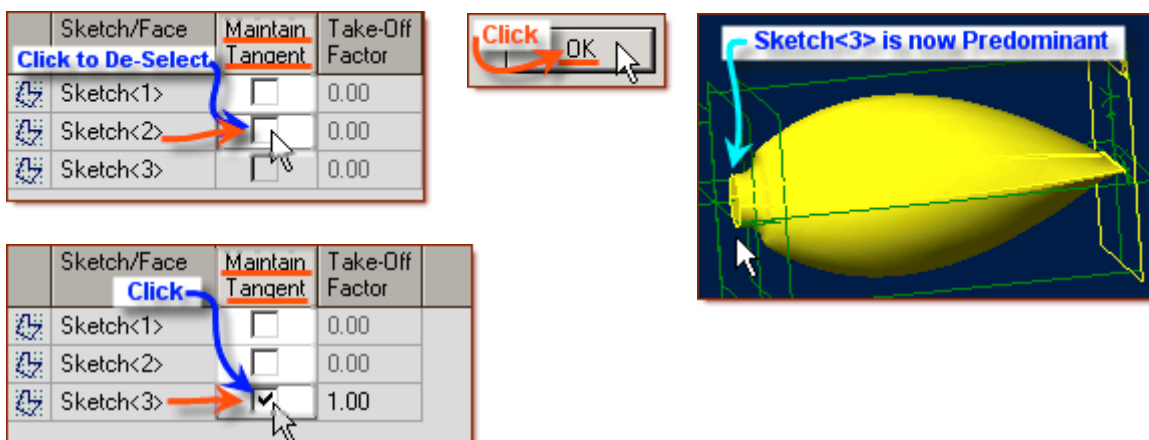 Sketch/Face Maintain Tangent Take-Off Factor
Click to De-Select
Sketch<1> 0.00
Sketch<2> 0.00
Sketch<3> 0.00
Click
OK
Sketch<3> is now Predominant
Sketch/Face Maintain Tangent Take-Off Factor
Click
Sketch<1> 0.00
Sketch<2> 0.00
Sketch<3> 1.00